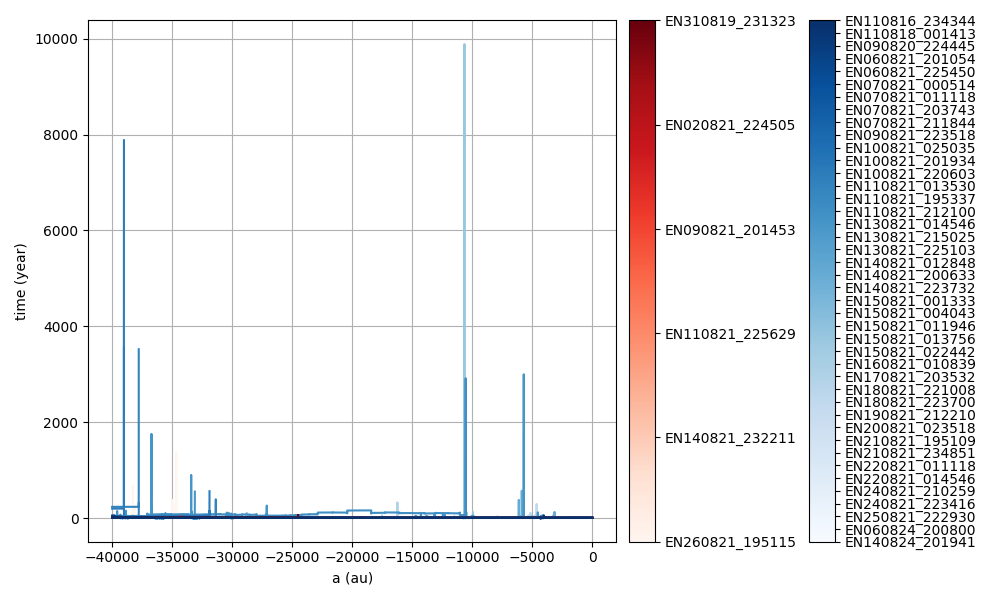 10000
8000
6000
4000
2000
0
time (year)
−40000 −35000 −30000 −25000 −20000 −15000 −10000 −5000 0
a (au)
EN310819_231323
EN020821_224505
EN090821_201453
EN110821_225629
EN140821_232211
EN260821_195115
EN110816_234344
EN110818_001413
EN090820_224445
EN060821_201054
EN060821_225450
EN070821_000514
EN070821_011118
EN070821_203743
EN070821_211844
EN090821_223518
EN100821_025035
EN100821_201934
EN100821_220603
EN110821_013530
EN110821_195337
EN110821_212100
EN130821_014546
EN130821_215025
EN130821_225103
EN140821_012848
EN140821_200633
EN140821_223732
EN150821_001333
EN150821_004043
EN150821_011946
EN150821_013756
EN150821_022442
EN160821_010839
EN170821_203532
EN180821_221008
EN180821_223700
EN190821_212210
EN200821_023518
EN210821_195109
EN210821_234851
EN220821_011118
EN220821_014546
EN240821_210259
EN240821_223416
EN250821_222930
EN060824_200800
EN140824_201941